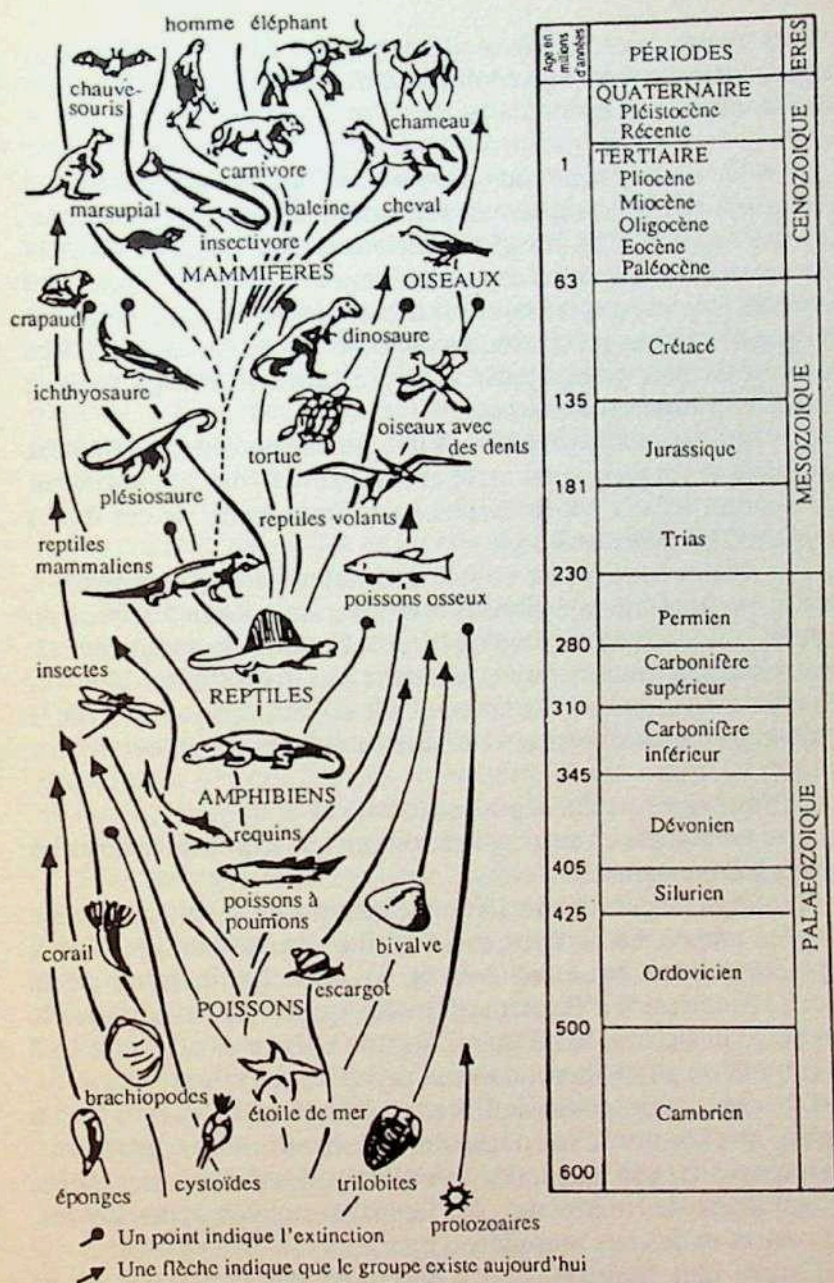 homme éléphant
chauve-
souris
chameau
carnivore
marsupial
baleine
cheval
insectivore
MAMMIFERES
OISEAUX
crapaud
dinosaure
ichthyosaure
oiseaux avec
des dents
tortue
plésiosaure
reptiles volants
reptiles
mammaliens
poissons osseux
insectes
REPTILES
AMPHIBIENS
requins
poissons à
poumons
bivalve
corail
escargot
POISSONS
brachiopodes
étoile de mer
éponges
cystoïdes
trilobites
protozoaires
Un point indique l'extinction
Une flèche indique que le groupe existe aujourd'hui
Age en
millions
d'années
PÉRIODES
ERES
QUATERNAIRE
Pléistocène
Récente
1
TERTIAIRE
Pliocène
Miocène
Oligocène
Eocène
Paléocène
CENOZOIQUE
63
Crétacé
135
Jurassique
181
Trias
MESOZOIQUE
230
Permien
280
Carbonifère
supérieur
310
Carbonifère
inférieur
345
Dévonien
405
Silurien
425
Ordovicien
500
Cambrien
600
PALAEOZOIQUE